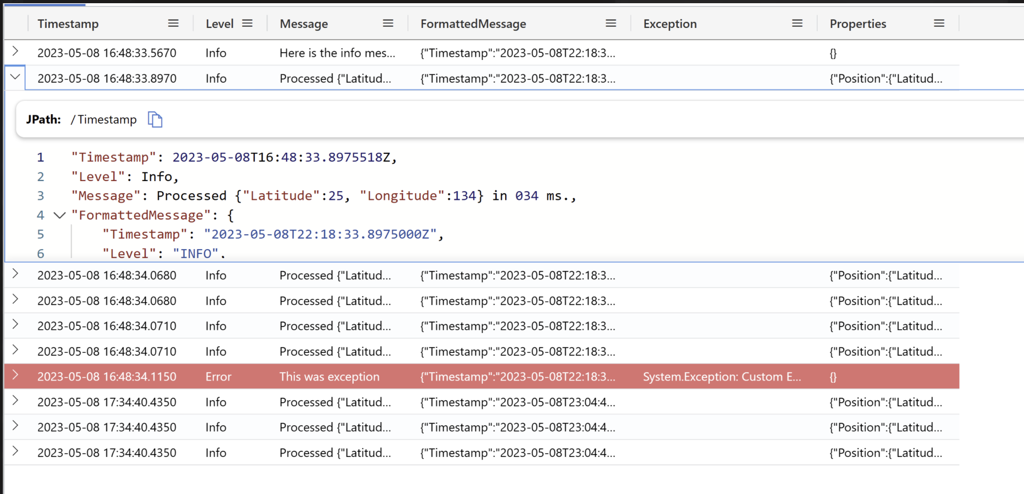 Timestamp Level Message FormattedMessage Exception Properties
2023-05-08 16:48:33.5670 Info Here is the info mes... {"Timestamp":"2023-05-08T22:18:3... {}
2023-05-08 16:48:33.8970 Info Processed {"Latitud... {"Timestamp":"2023-05-08T22:18:3... {"Position":{"Latitud...
JPath: /Timestamp
1 "Timestamp": 2023-05-08T16:48:33.8975518Z,
2 "Level": Info,
3 "Message": Processed {"Latitude":25, "Longitude":134} in 034 ms.,
4 "FormattedMessage": {
5 "Timestamp": "2023-05-08T22:18:33.8975000Z",
6 "Level": "INFO".
2023-05-08 16:48:34.0680 Info Processed {"Latitud... {"Timestamp":"2023-05-08T22:18:3... {"Position":{"Latitud...
2023-05-08 16:48:34.0680 Info Processed {"Latitud... {"Timestamp":"2023-05-08T22:18:3... {"Position":{"Latitud...
2023-05-08 16:48:34.0710 Info Processed {"Latitud... {"Timestamp":"2023-05-08T22:18:3... {"Position":{"Latitud...
2023-05-08 16:48:34.0710 Info Processed {"Latitud... {"Timestamp":"2023-05-08T22:18:3... {"Position":{"Latitud...
2023-05-08 16:48:34.1150 Error This was exception {"Timestamp":"2023-05-08T22:18:3... System.Exception: Custom E... {}
2023-05-08 17:34:40.4350 Info Processed {"Latitud... {"Timestamp":"2023-05-08T23:04:4... {"Position":{"Latitud...
2023-05-08 17:34:40.4350 Info Processed {"Latitud... {"Timestamp":"2023-05-08T23:04:4... {"Position":{"Latitud...
2023-05-08 17:34:40.4350 Info Processed {"Latitud... {"Timestamp":"2023-05-08T23:04:4... {"Position":{"Latitud...